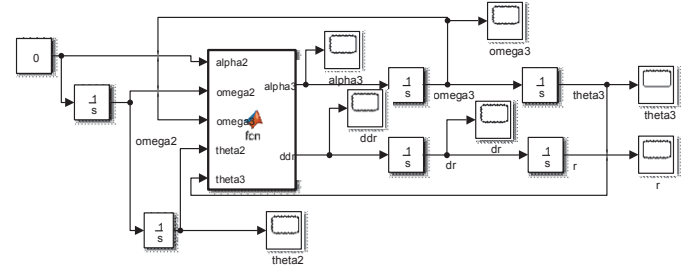 0
1
s
omega2
1
s
alpha2
omega2
omega3
theta2
theta3
fcn
alpha3
ddr
alpha3
ddr
1
s
omega3
omega3
1
s
theta3
theta3
1
s
dr
dr
1
s
r
r
theta2